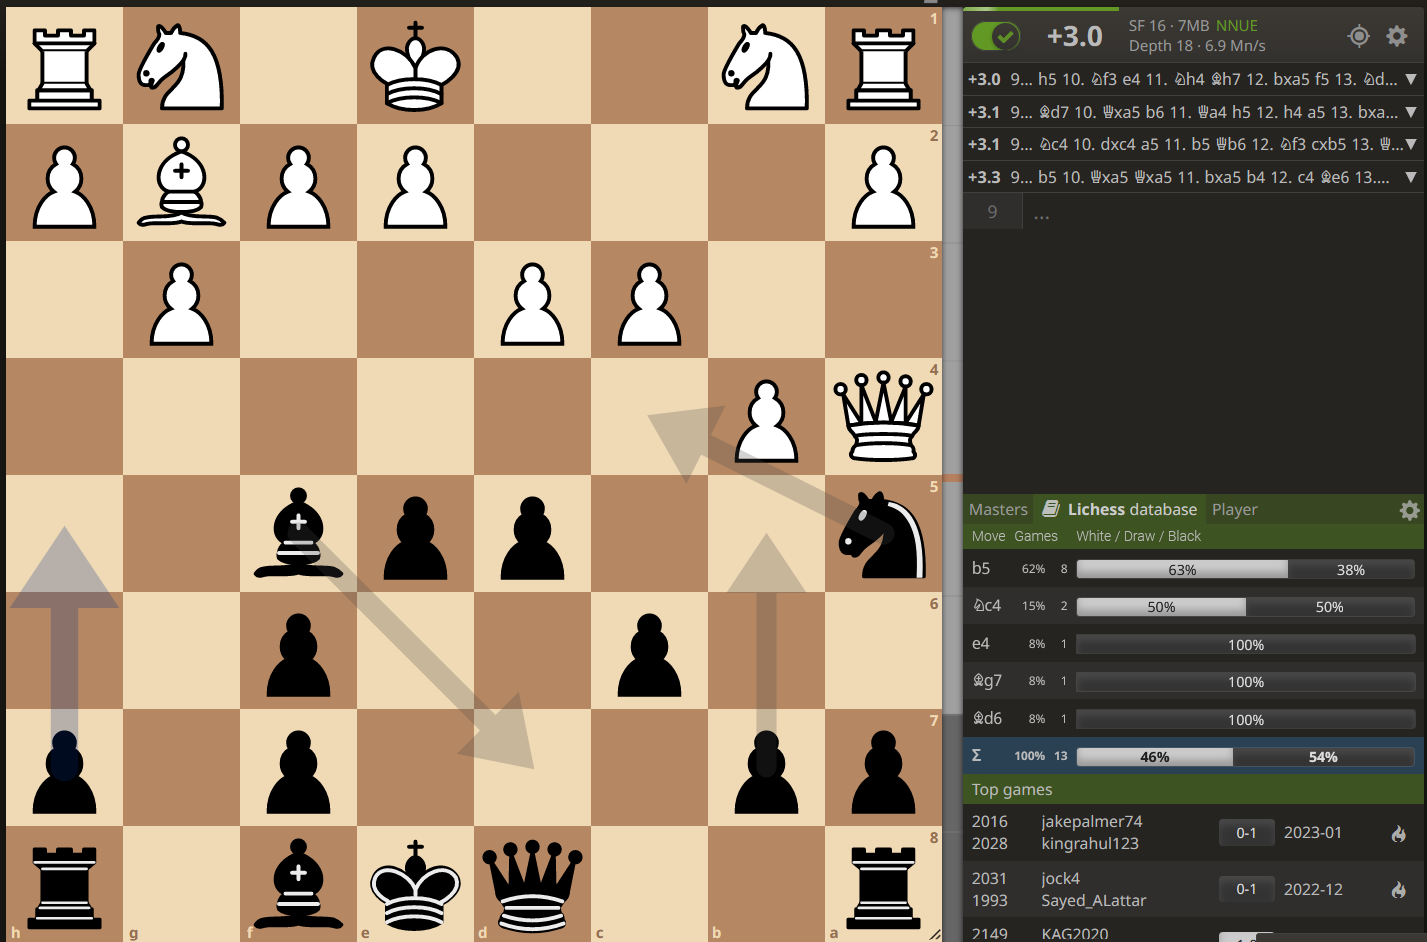 1
2
3
4
5
6
7
8
h g f e d c b a
+3.0
SF 16 · 7MB NNUE
Depth 18 · 6.9 Mn/s
+3.0 9... h5 10. ♘f3 e4 11. ♘h4 ♗h7 12. bxa5 f5 13. ♘d...
+3.1 9... ♗d7 10. ♕xa5 b6 11. ♕a4 h5 12. h4 a5 13. bxa...
+3.1 9... ♘c4 10. dxc4 a5 11. b5 ♕b6 12. ♘f3 cxb5 13. ♕...
+3.3 9... b5 10. ♕xa5 ♕xa5 11. bxa5 b4 12. c4 ♗e6 13....
9 ...
Masters Lichess database Player
Move Games White / Draw / Black
b5 62% 8 63% 38%
♘c4 15% 2 50% 50%
e4 8% 1 100%
♗g7 8% 1 100%
♗d6 8% 1 100%
Σ 100% 13 46% 54%
Top games
2016 jakepalmer74
2028 kingrahul123
0-1 2023-01
2031 jock4
1993 Sayed_ALattar
0-1 2022-12
2149 KAG2020